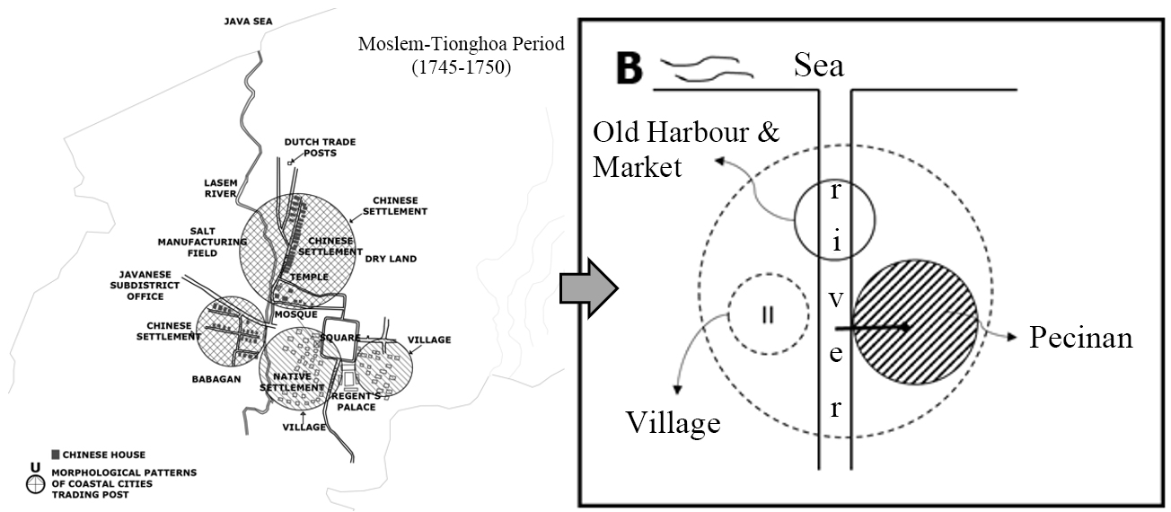 JAVA SEA
Moslem-Tionghoa Period
(1745-1750)
DUTCH TRADE
POSTS
LASEM
RIVER
CHINESE
SETTLEMENT
SALT
MANUFACTURING
FIELD
CHINESE
SETTLEMENT
DRY LAND
JAVANESE
SUBDISTRICT
OFFICE
TEMPLE
MOSQUE
CHINESE
SETTLEMENT
SQUARE
VILLAGE
BABAGAN
NATIVE
SETTLEMENT
REGENT'S
PALACE
VILLAGE
CHINESE HOUSE
U
MORPHOLOGICAL PATTERNS
OF COASTAL CITIES
TRADING POST
B
Sea
Old Harbour &
Market
r
i
v
e
r
II
Pecinan
Village